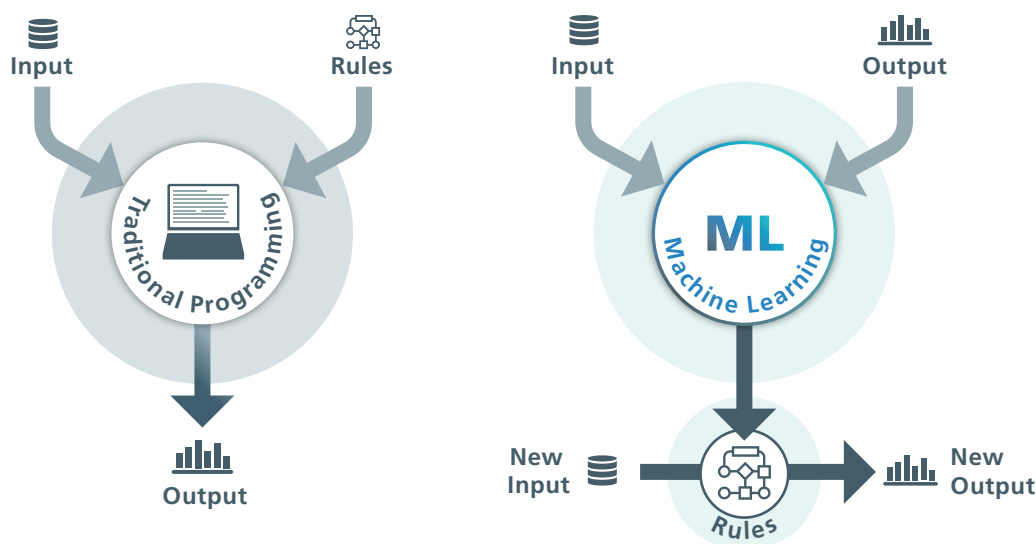 Input
Rules
Traditional Programming
Output
Input
Output
ML
Machine Learning
New
Input
Rules
New
Output